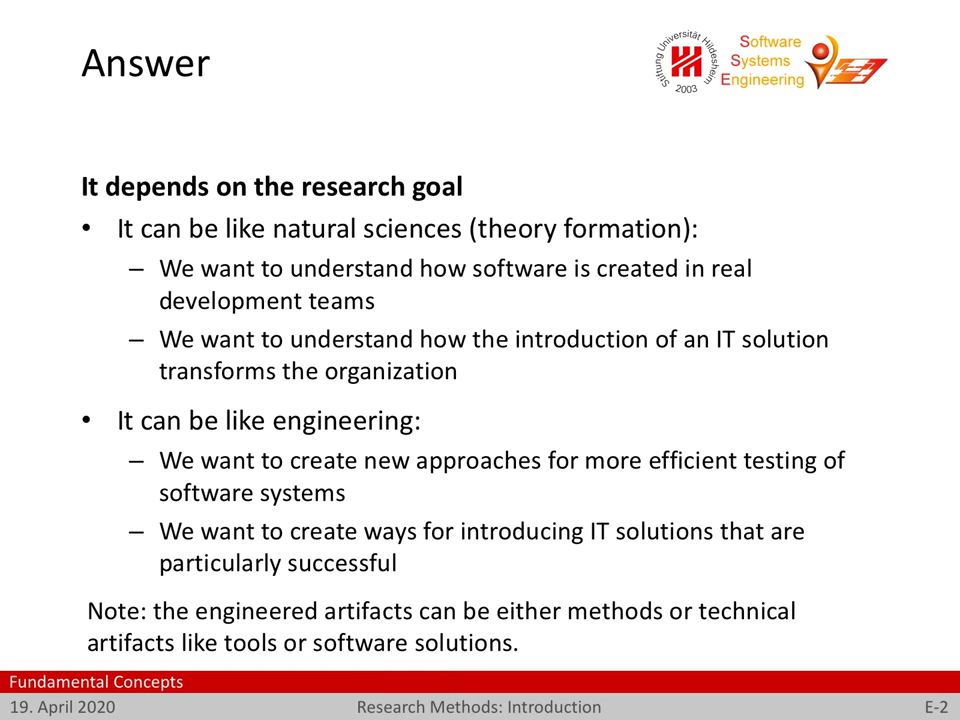 Answer
Stiftung Universität Hildesheim
2003
Software
Systems
Engineering
It depends on the research goal
• It can be like natural sciences (theory formation):
– We want to understand how software is created in real
development teams
– We want to understand how the introduction of an IT solution
transforms the organization
• It can be like engineering:
– We want to create new approaches for more efficient testing of
software systems
– We want to create ways for introducing IT solutions that are
particularly successful
Note: the engineered artifacts can be either methods or technical
artifacts like tools or software solutions.
Fundamental Concepts
19. April 2020 Research Methods: Introduction E-2